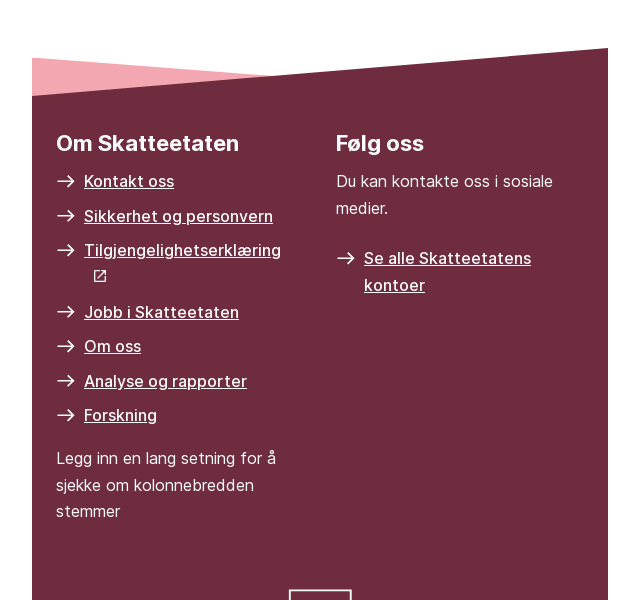 Om Skatteetaten
Kontakt oss
Sikkerhet og personvern
Tilgjengelighetserklæring
Jobb i Skatteetaten
Om oss
Analyse og rapporter
Forskning
Legg inn en lang setning for å
sjekke om kolonnebredden
stemmer
Følg oss
Du kan kontakte oss i sosiale
medier.
Se alle Skatteetatens
kontoer